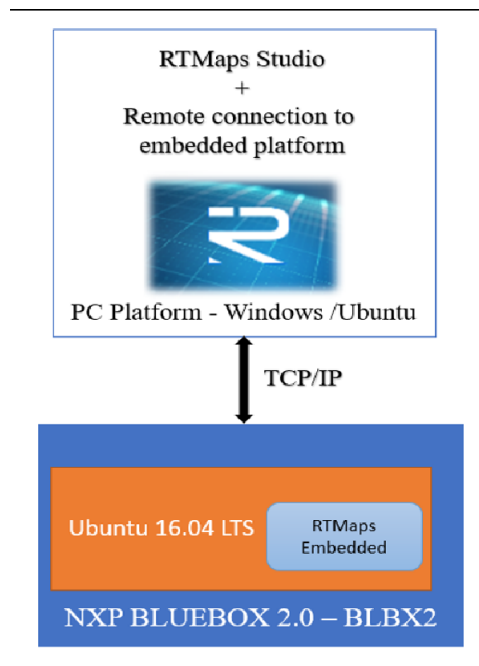 RTMaps Studio
+
Remote connection to
embedded platform
PC Platform - Windows /Ubuntu
TCP/IP
Ubuntu 16.04 LTS
RTMaps
Embedded
NXP BLUEBOX 2.0 – BLBX2